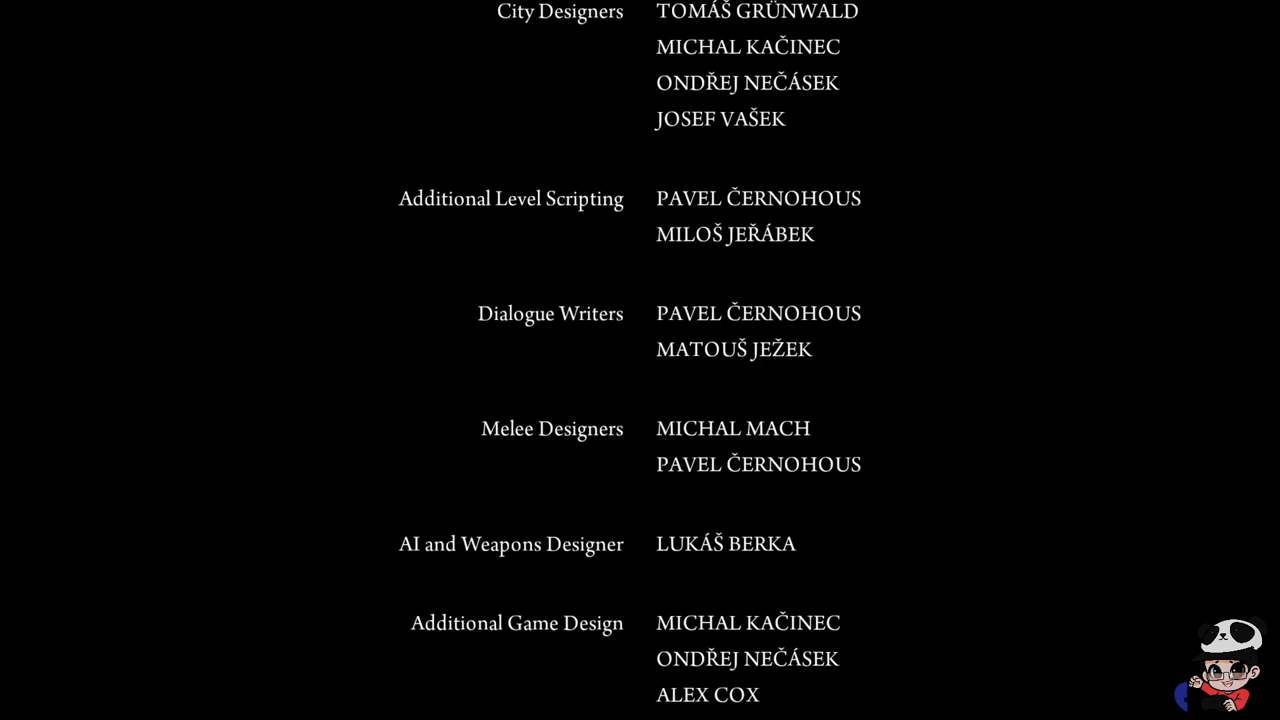 City Designers TOMÁŠ GRÜNWALD
MICHAL KAČINEC
ONDŘEJ NEČÁSEK
JOSEF VAŠEK
Additional Level Scripting PAVEL ČERNOHOUS
MILOŠ JEŘÁBEK
Dialogue Writers PAVEL ČERNOHOUS
MATOUŠ JEŽEK
Melee Designers MICHAL MACH
PAVEL ČERNOHOUS
AI and Weapons Designer LUKÁŠ BERKA
Additional Game Design MICHAL KAČINEC
ONDŘEJ NEČÁSEK
ALEX COX